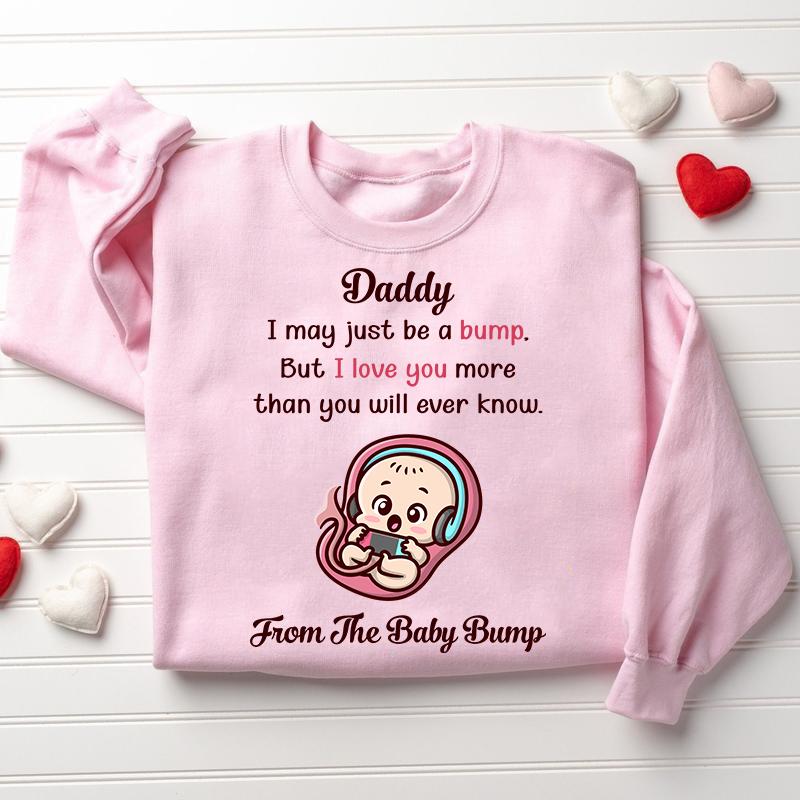 Daddy
I may just be a bump.
But I love you more
than you will ever know.
From The Baby Bump